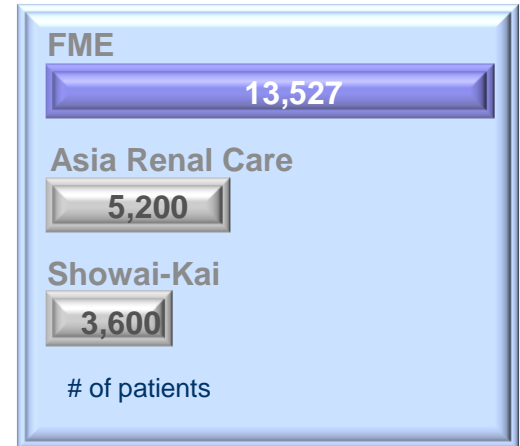 FME
13,527
Asia Renal Care
5,200
Showai-Kai
3,600
# of patients